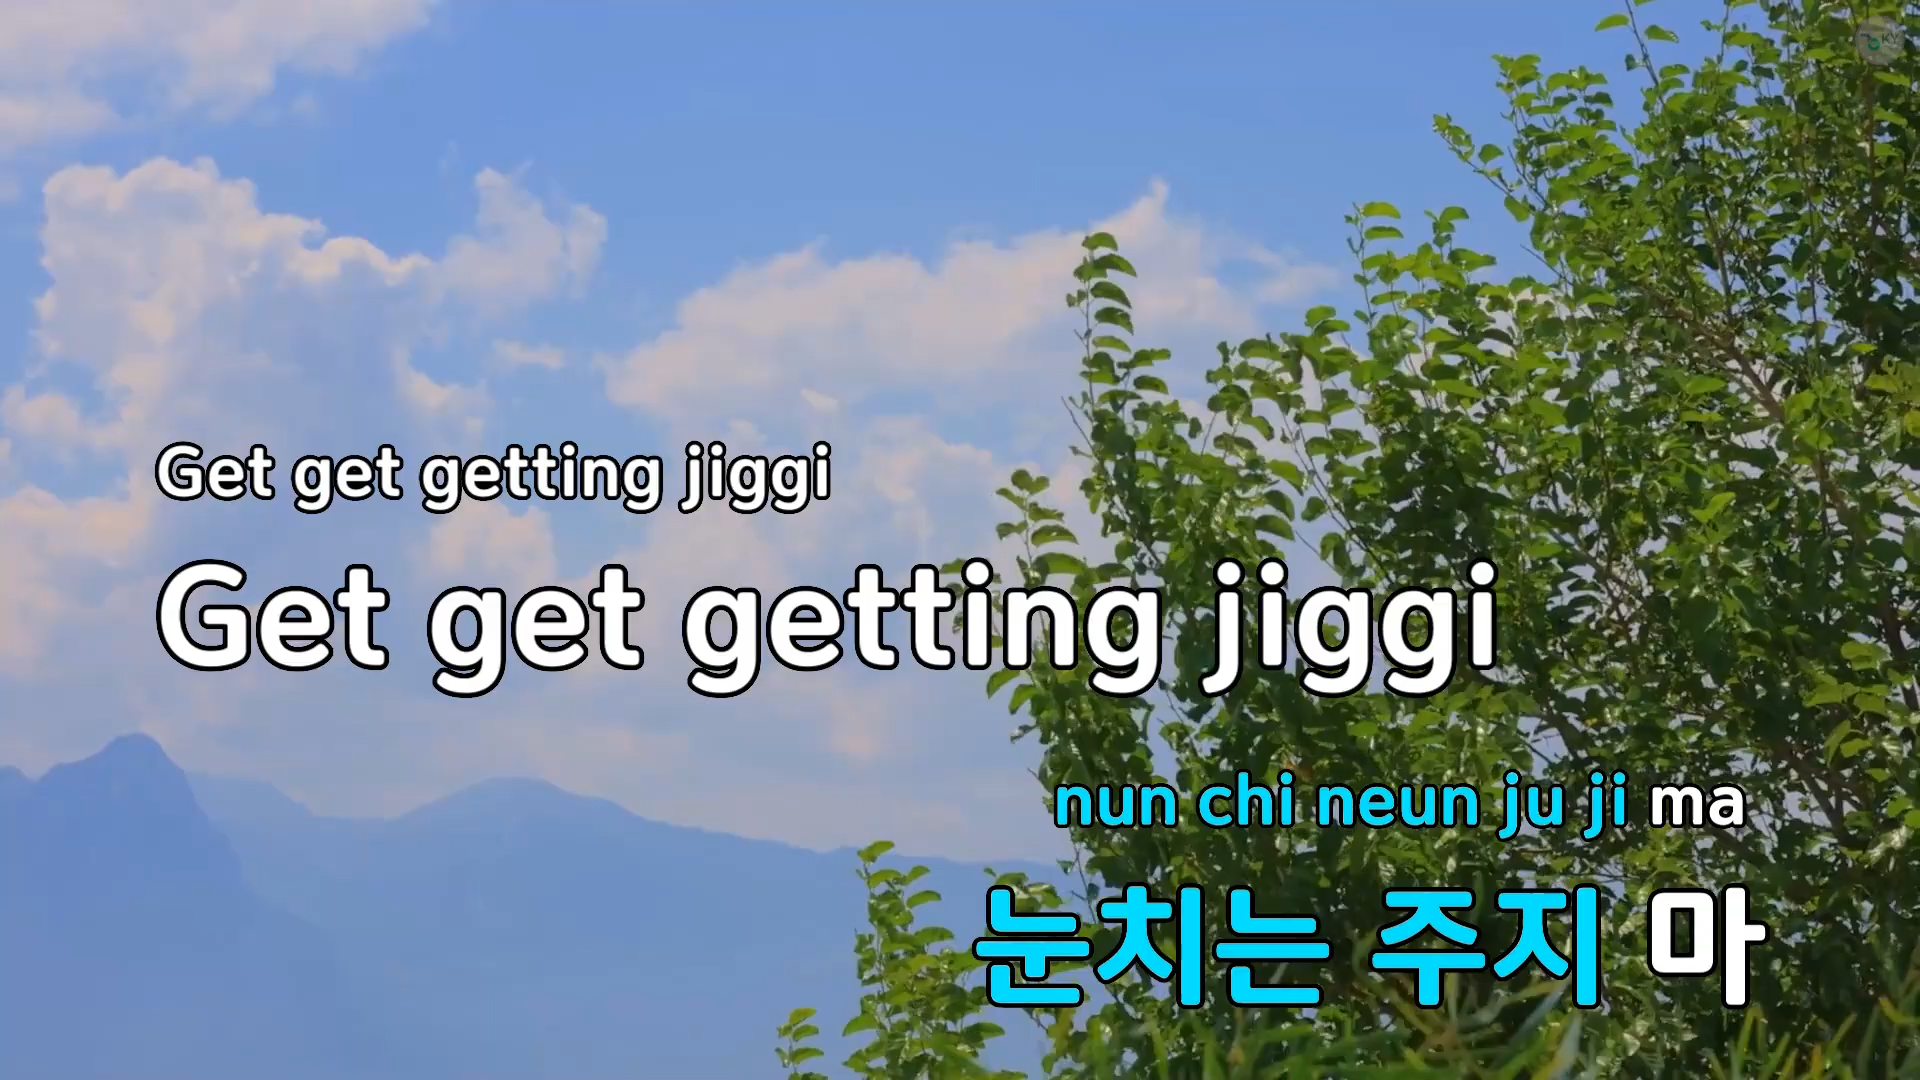 Get get getting jiggi
Get get getting jiggi
nun chi neun ju ji ma
눈치는 주지 마
KY